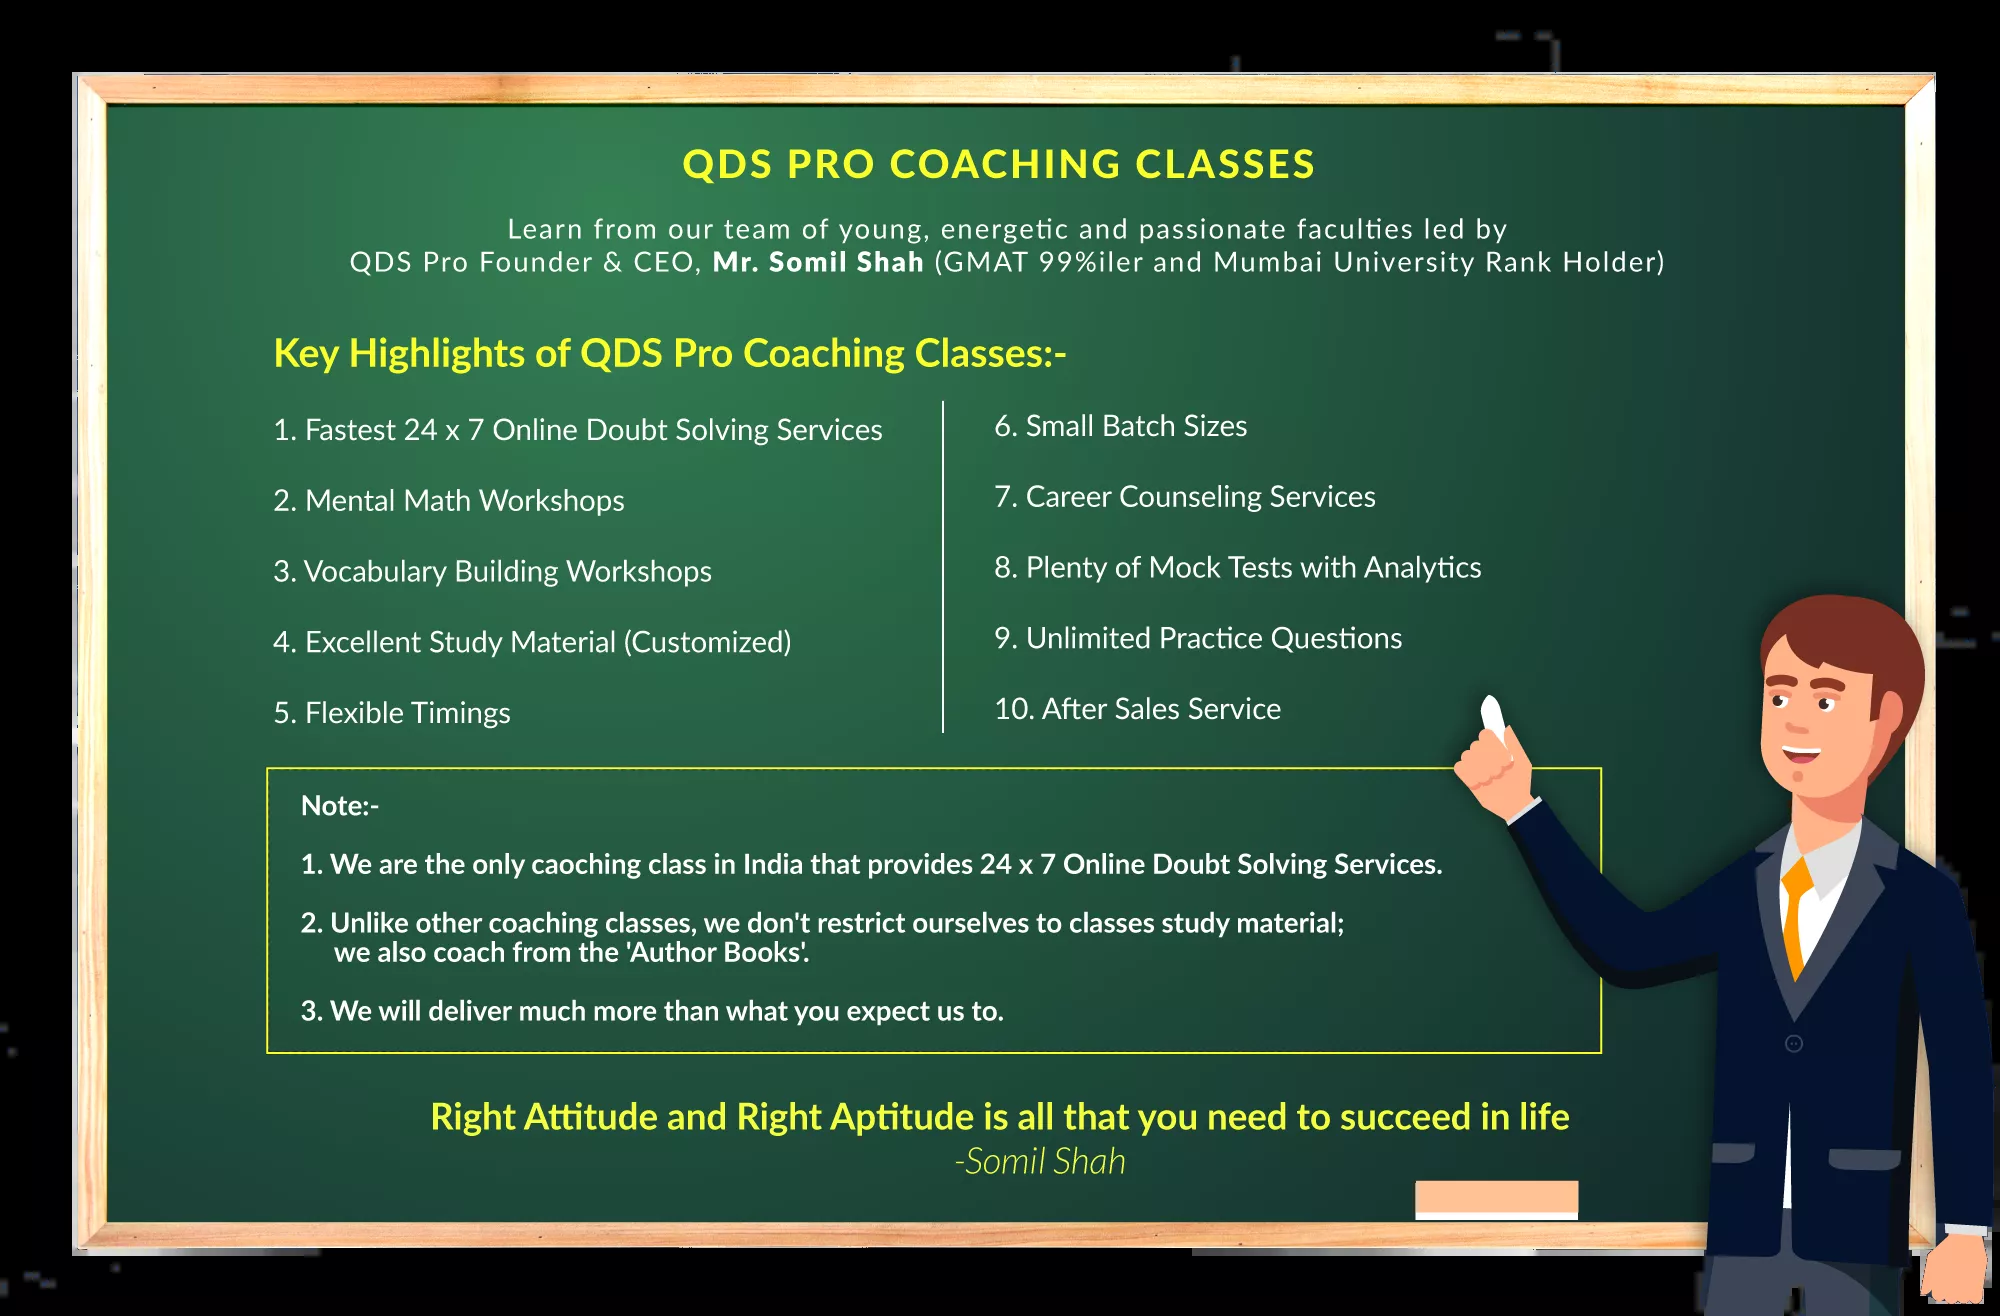 QDS PRO COACHING CLASSES
Learn from our team of young, energetic and passionate faculties led by
QDS Pro Founder & CEO, Mr. Somil Shah (GMAT 99%iler and Mumbai University Rank Holder)
Key Highlights of QDS Pro Coaching Classes:-
1. Fastest 24 x 7 Online Doubt Solving Services
2. Mental Math Workshops
3. Vocabulary Building Workshops
4. Excellent Study Material (Customized)
5. Flexible Timings
6. Small Batch Sizes
7. Career Counseling Services
8. Plenty of Mock Tests with Analytics
9. Unlimited Practice Questions
10. After Sales Service
Note:-
1. We are the only caoching class in India that provides 24 x 7 Online Doubt Solving Services.
2. Unlike other coaching classes, we don't restrict ourselves to classes study material;
we also coach from the 'Author Books'.
3. We will deliver much more than what you expect us to.
Right Attitude and Right Aptitude is all that you need to succeed in life
-Somil Shah